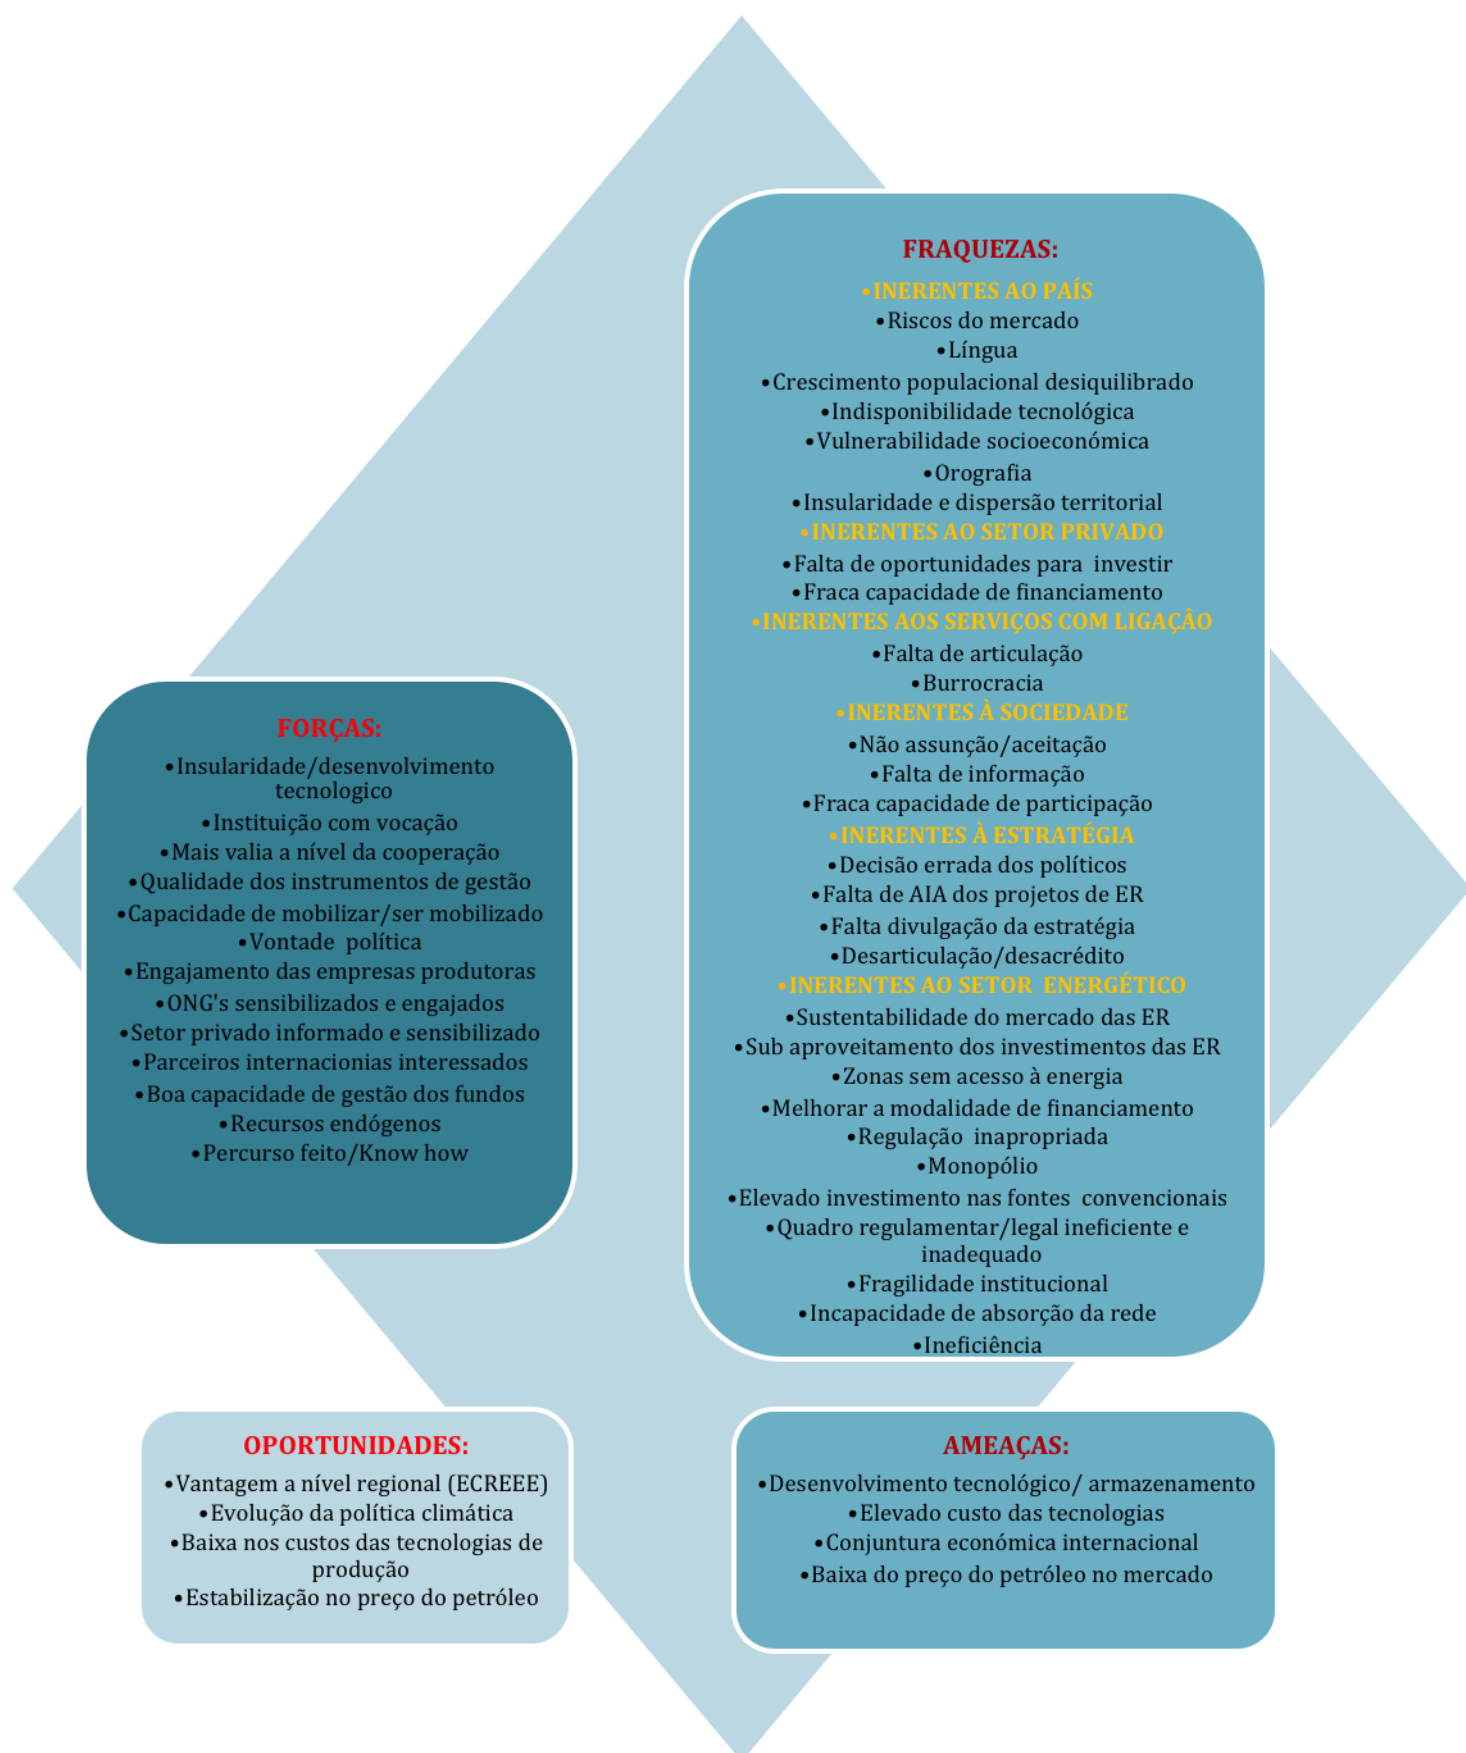 FRAQUEZAS:
•INERENTES AO PAÍS
•Riscos do mercado
•Língua
•Crescimento populacional desiquilibrado
•Indisponibilidade tecnológica
•Vulnerabilidade socioeconómica
•Orografia
•Insularidade e dispersão territorial
•INERENTES AO SETOR PRIVADO
•Falta de oportunidades para  investir
•Fraca capacidade de financiamento
•INERENTES AOS SERVIÇOS COM LIGAÇÂO
•Falta de articulação
•Burrocracia
•INERENTES À SOCIEDADE
•Não assunção/aceitação
•Falta de informação
•Fraca capacidade de participação
•INERENTES À ESTRATÉGIA
•Decisão errada dos políticos
•Falta de AIA dos projetos de ER
•Falta divulgação da estratégia
•Desarticulação/desacrédito
•INERENTES AO SETOR  ENERGÉTICO
•Sustentabilidade do mercado das ER
•Sub aproveitamento dos investimentos das ER
•Zonas sem acesso à energia
•Melhorar a modalidade de financiamento
•Regulação  inapropriada
•Monopólio
•Elevado investimento nas fontes  convencionais
•Quadro regulamentar/legal ineficiente e
inadequado
•Fragilidade institucional
•Incapacidade de absorção da rede
•Ineficiência
FORÇAS:
•Insularidade/desenvolvimento
tecnologico
•Instituição com vocação
•Mais valia a nível da cooperação
•Qualidade dos instrumentos de gestão
•Capacidade de mobilizar/ser mobilizado
•Vontade  política
•Engajamento das empresas produtoras
•ONG's sensibilizados e engajados
•Setor privado informado e sensibilizado
•Parceiros internacionias interessados
•Boa capacidade de gestão dos fundos
•Recursos endógenos
•Percurso feito/Know how
OPORTUNIDADES:
•Vantagem a nível regional (ECREEE)
•Evolução da política climática
•Baixa nos custos das tecnologias de
produção
•Estabilização no preço do petróleo
AMEAÇAS:
•Desenvolvimento tecnológico/ armazenamento
•Elevado custo das tecnologias
•Conjuntura económica internacional
•Baixa do preço do petróleo no mercado